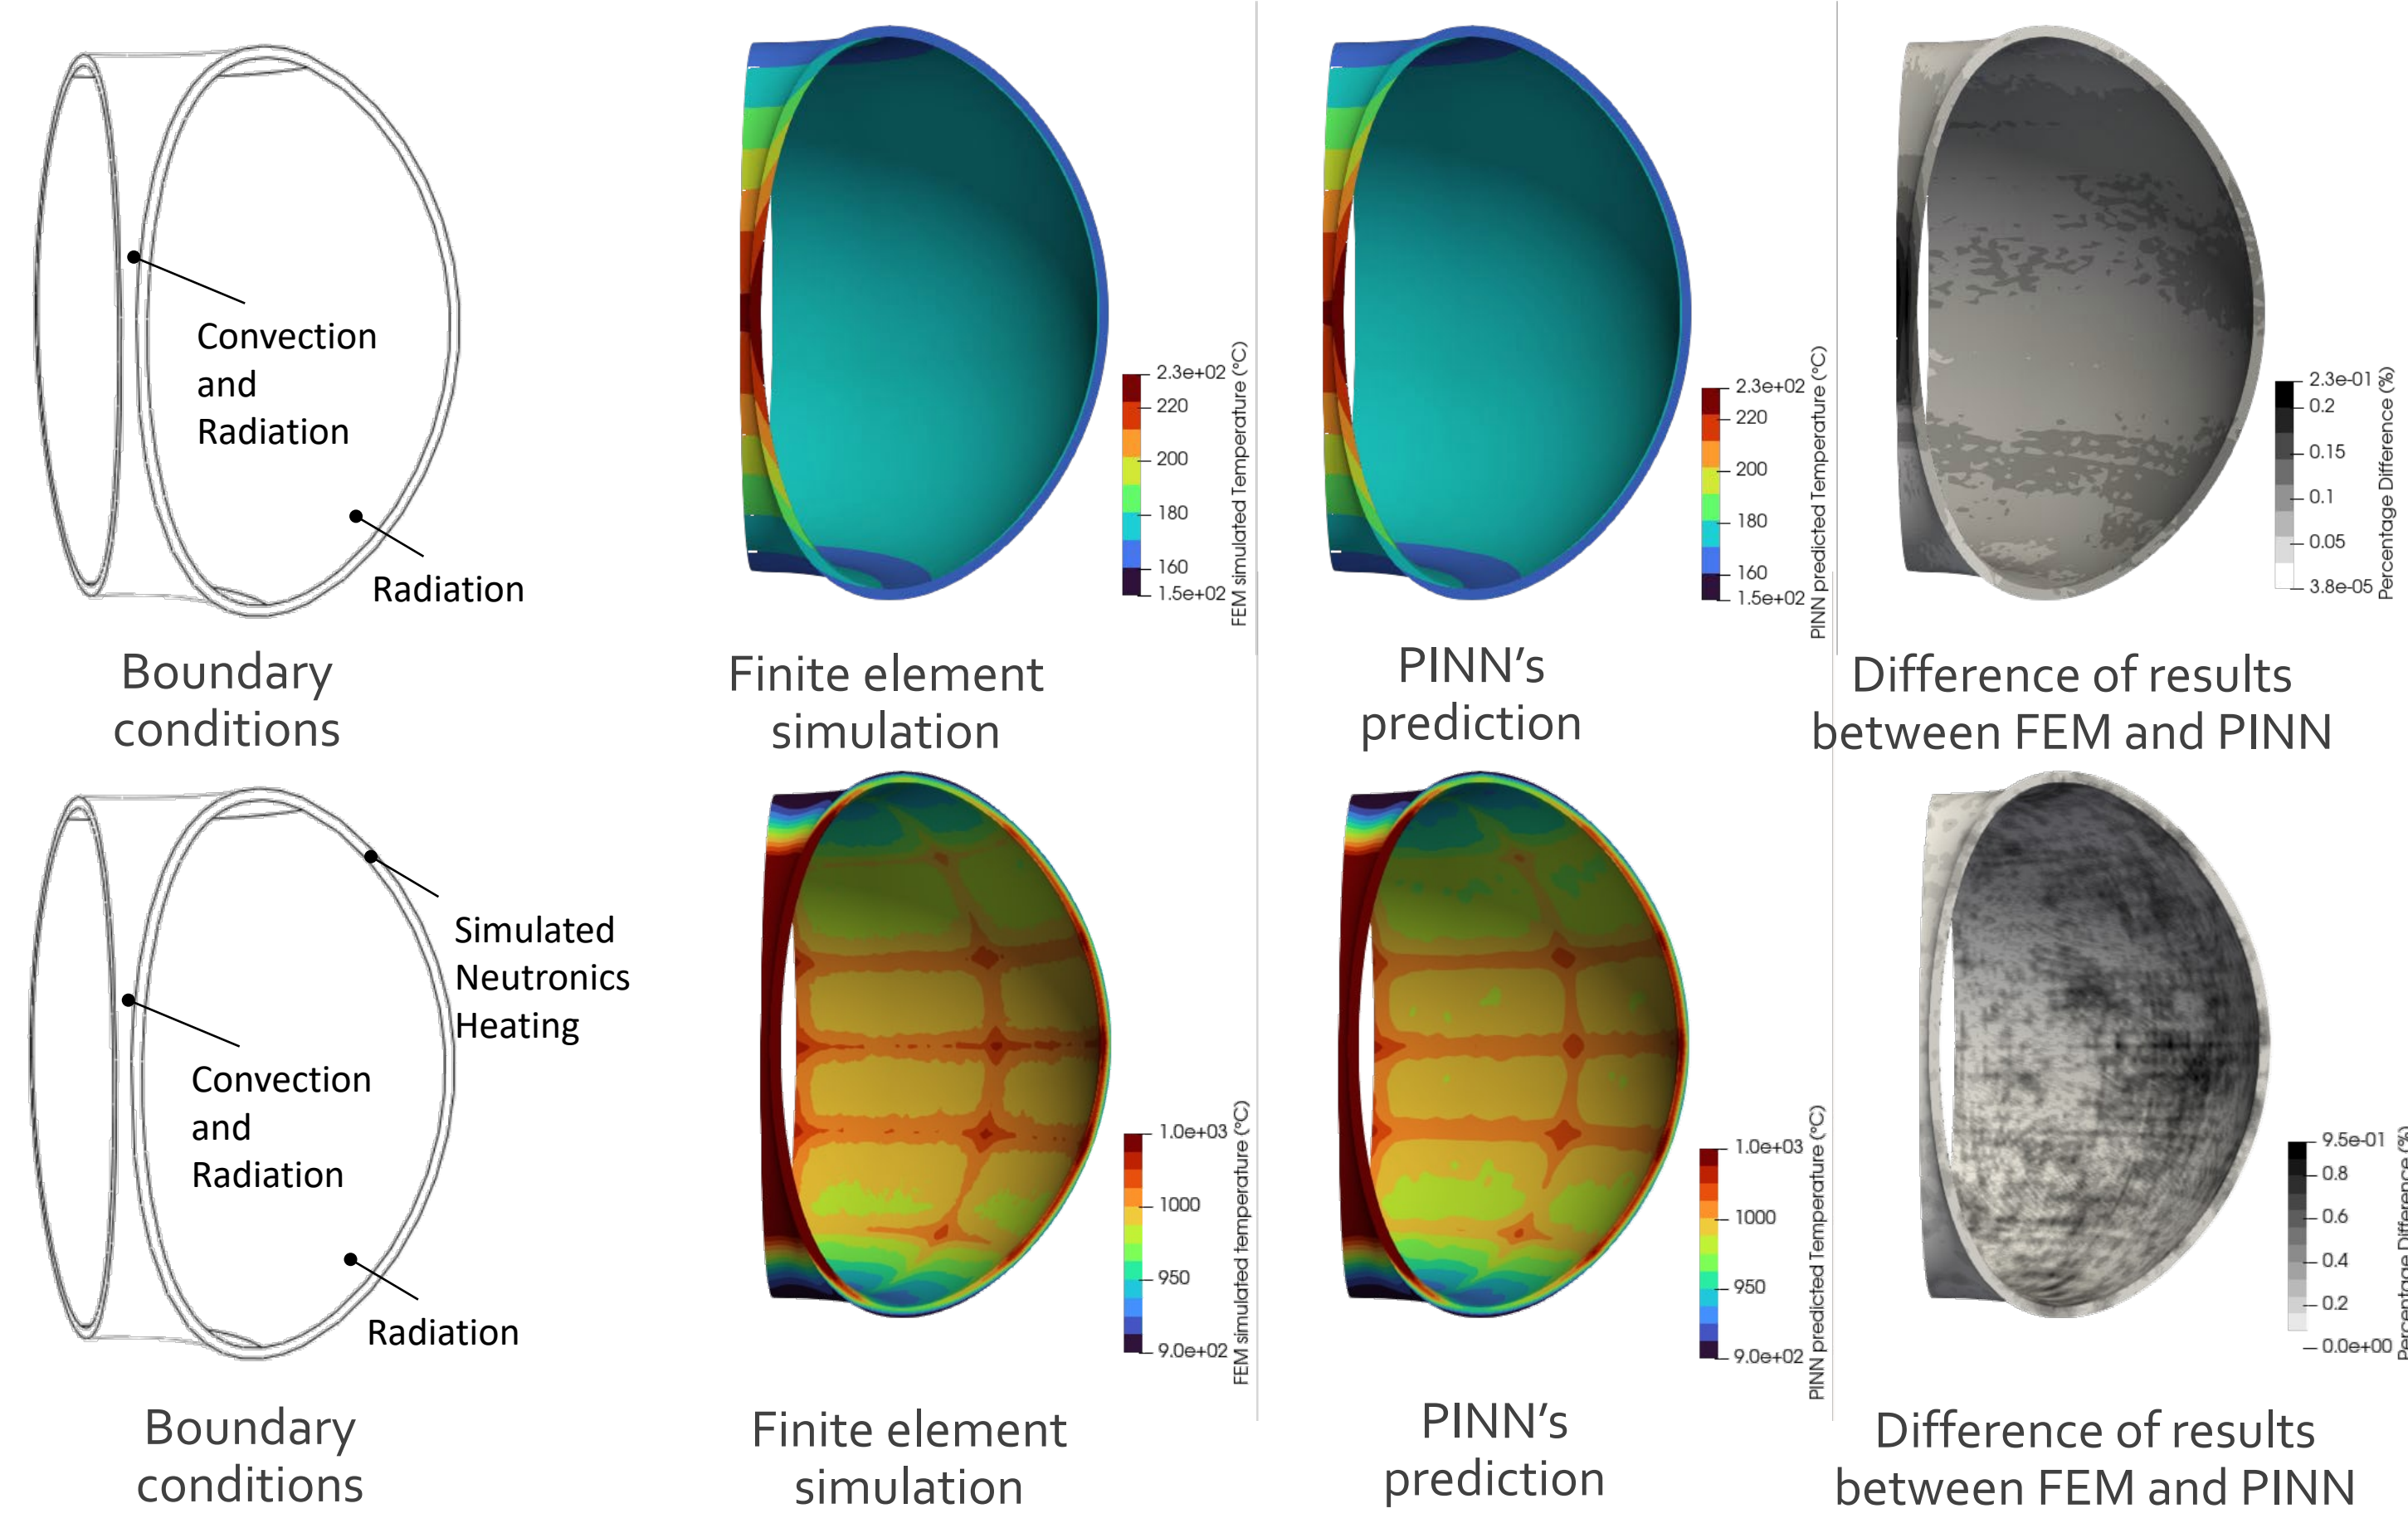 Convection
and
Radiation
Radiation
Boundary
conditions
2.3e+02
220
200
180
160
1.5e+02
FEM simulated Temperature (°C)
Finite element
simulation
2.3e+02
220
200
180
160
1.5e+02
PINN predicted Temperature (°C)
PINN's
prediction
2.3e-01
0.2
0.15
0.1
0.05
3.8e-05
Percentage Difference (%)
Difference of results
between FEM and PINN
Simulated
Neutronics
Heating
Convection
and
Radiation
Radiation
Boundary
conditions
1.0e+03
1000
950
9.0e+02
FEM simulated temperature (°C)
Finite element
simulation
1.0e+03
1000
950
9.0e+02
PINN predicted Temperature (°C)
PINN's
prediction
9.5e-01
0.8
0.6
0.4
0.2
0.0e+00
Percentage Difference (%)
Difference of results
between FEM and PINN